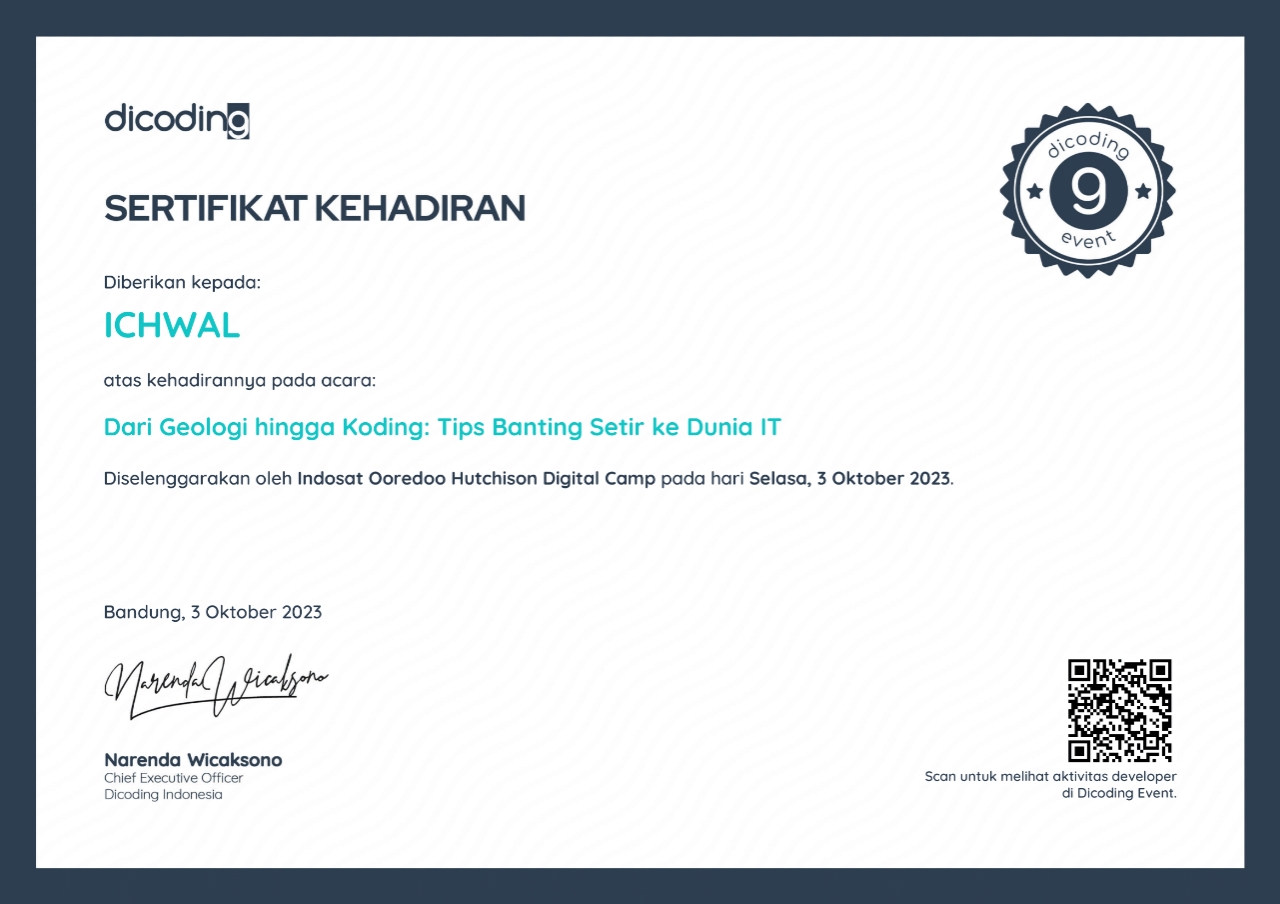 dicoding
SERTIFIKAT KEHADIRAN
dicoding
9
event
Diberikan kepada:
ICHWAL
atas kehadirannya pada acara:
Dari Geologi hingga Koding: Tips Banting Setir ke Dunia IT
Diselenggarakan oleh Indosat Ooredoo Hutchison Digital Camp pada hari Selasa, 3 Oktober 2023.
Bandung, 3 Oktober 2023
Narenda Wicaksono
Narenda Wicaksono
Chief Executive Officer
Dicoding Indonesia
Scan untuk melihat aktivitas developer
di Dicoding Event.